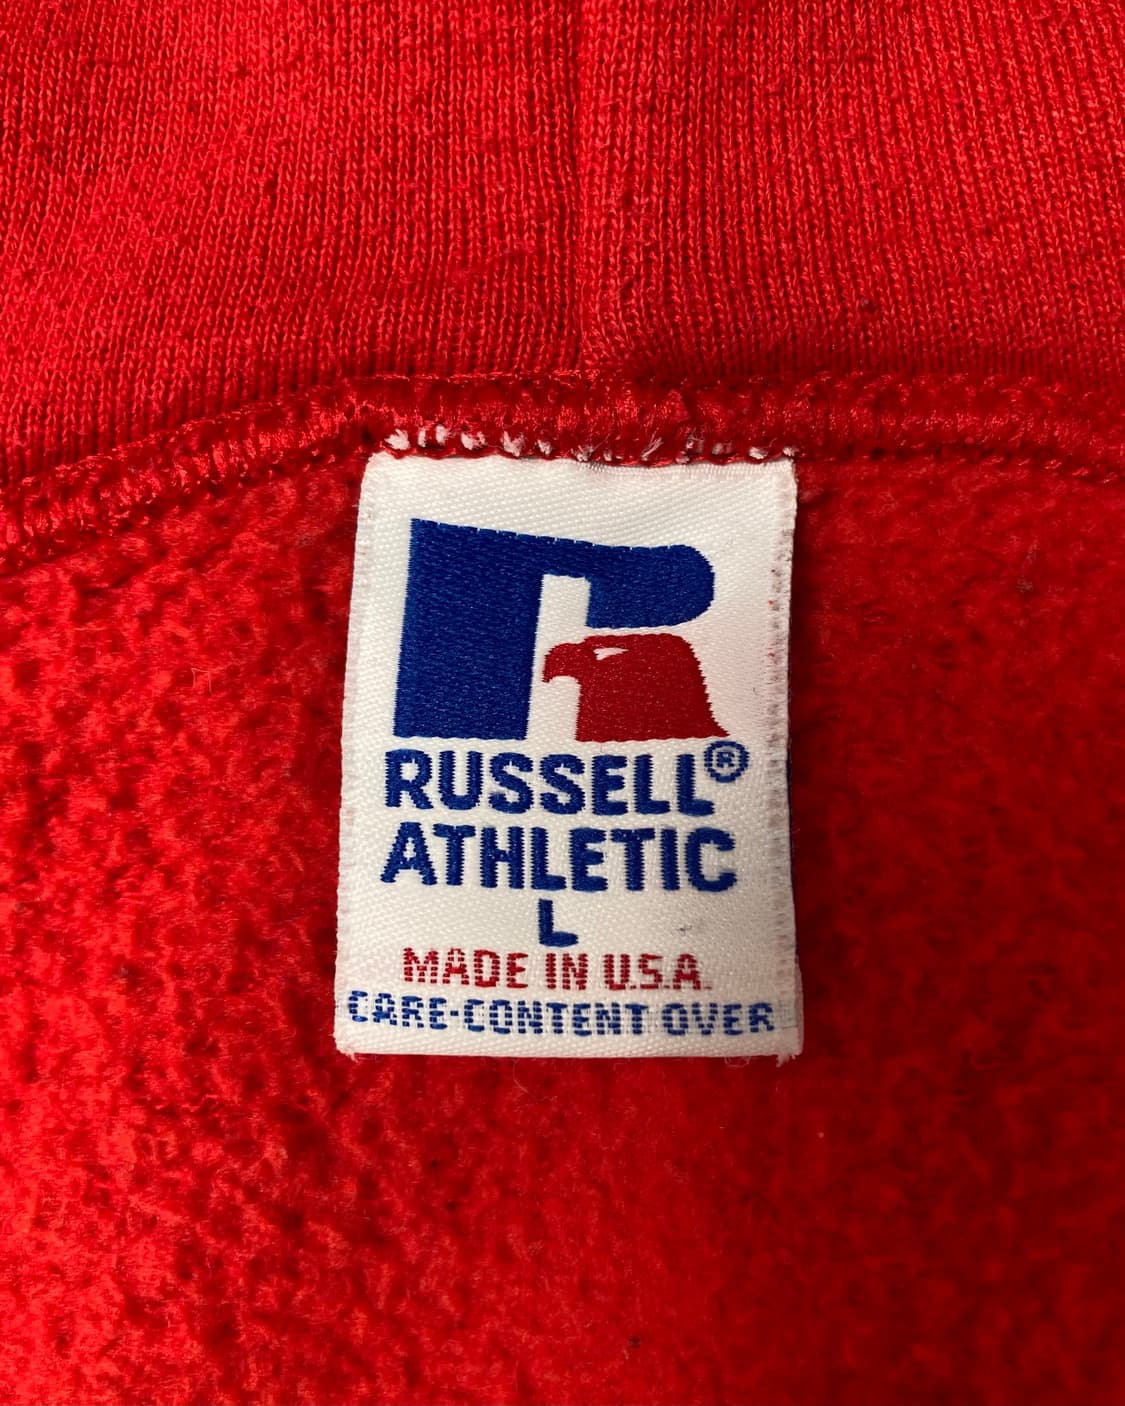 RUSSELL®
ATHLETIC
L
MADE IN U.S.A.
CARE-CONTENT OVER